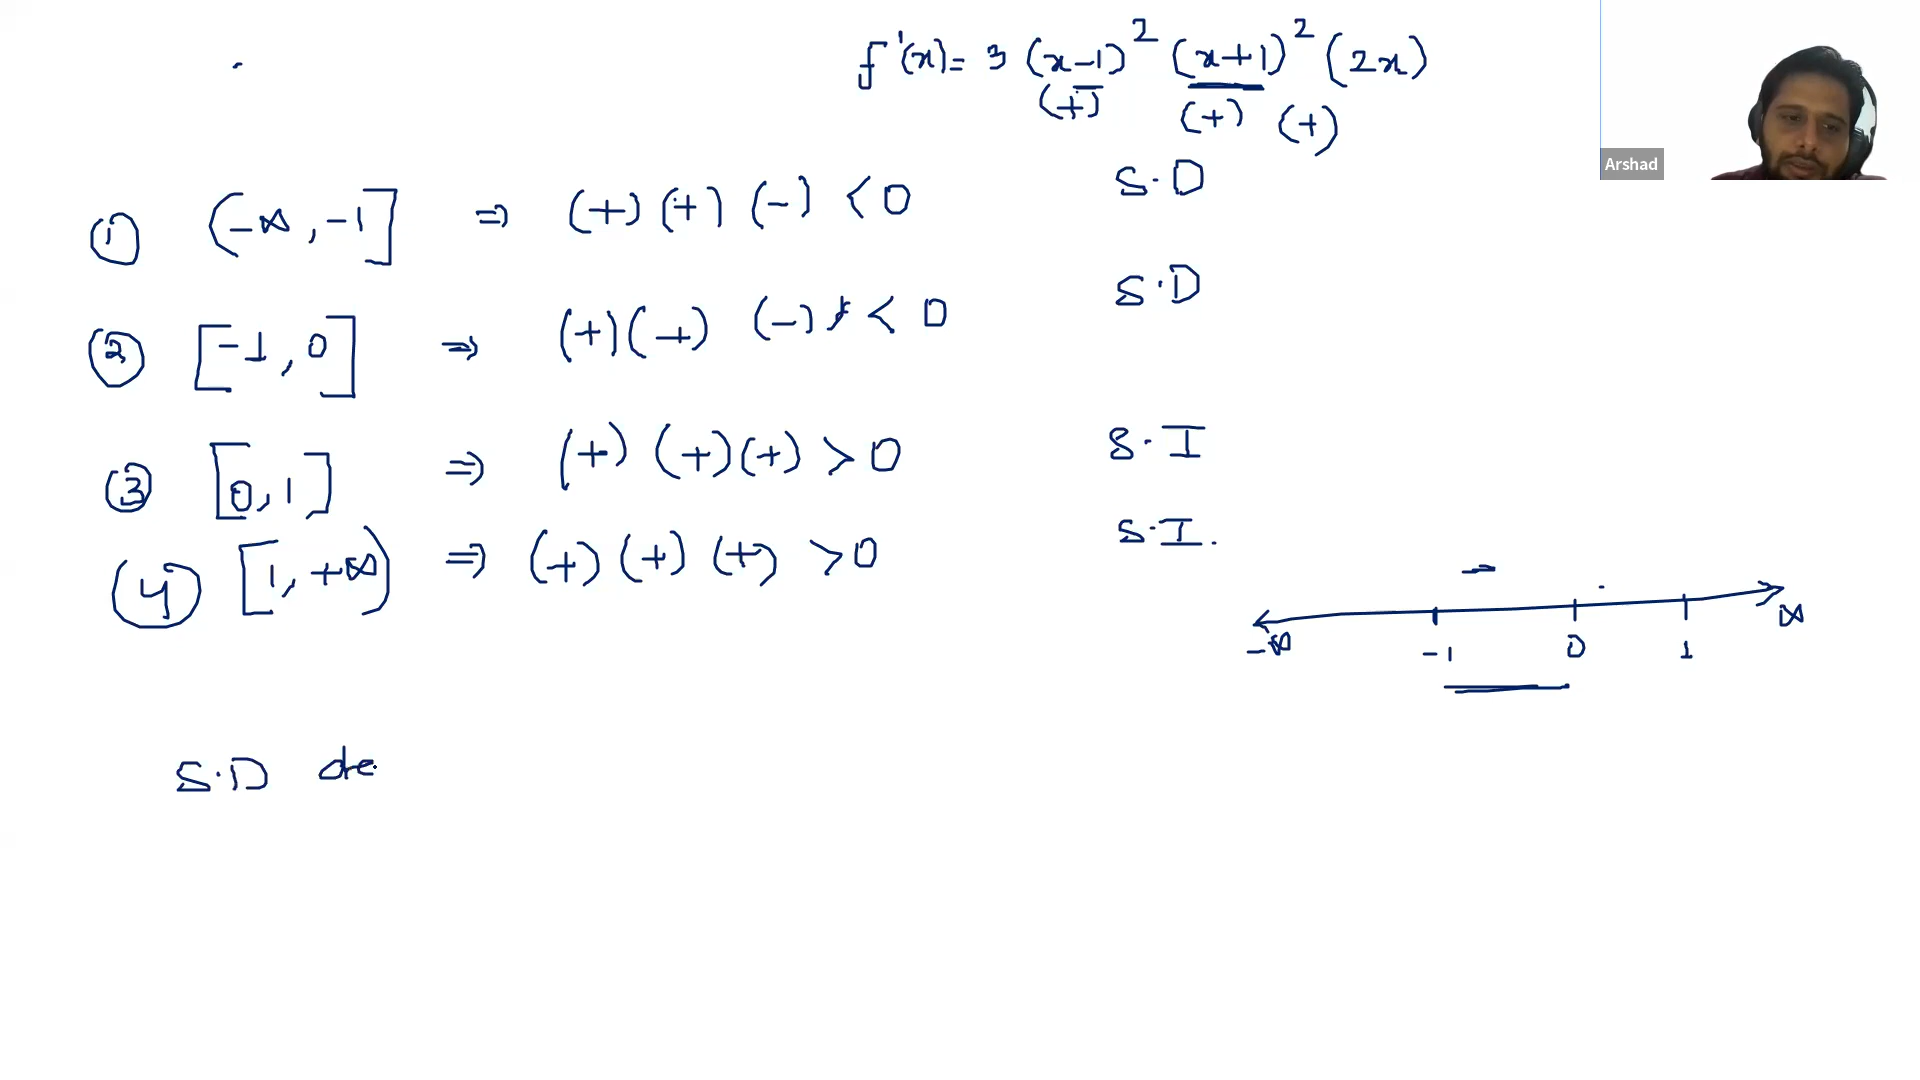 f'(x) = 3 (x-1)² (x+1)² (2x)
(+) (+) (+)
Arshad
① (-∞, -1] ⇒ (+) (+) (-) < 0 S.D
② [-1, 0] ⇒ (+) (+) (-) < 0 S.D
③ [0, 1] ⇒ (+) (+) (+) > 0 S.I
(4) [1, +∞) ⇒ (+) (+) (+) > 0 S.I.
-∞ -1 0 1 ∞
S.D de